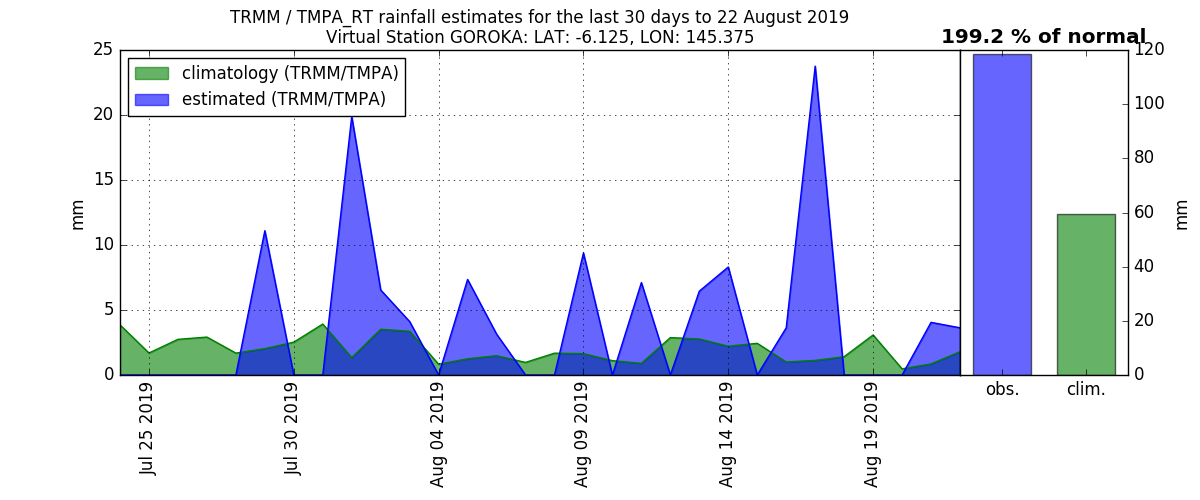 TRMM / TMPA_RT rainfall estimates for the last 30 days to 22 August 2019
Virtual Station GOROKA: LAT: -6.125, LON: 145.375
199.2 % of normal
climatology (TRMM/TMPA)
estimated (TRMM/TMPA)
25
20
15
10
5
0
mm
Jul 25 2019
Jul 30 2019
Aug 04 2019
Aug 09 2019
Aug 14 2019
Aug 19 2019
120
100
80
60
40
20
0
mm
obs.
clim.